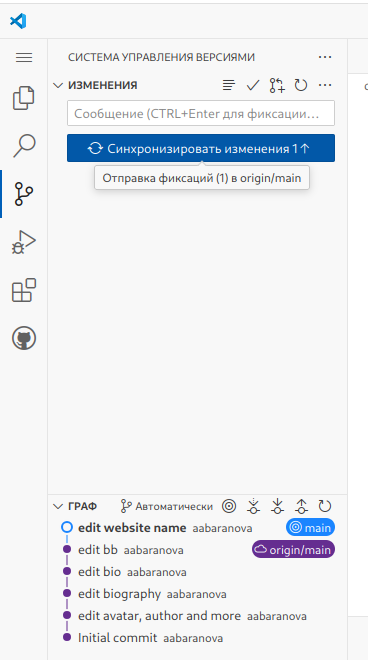 СИСТЕМА УПРАВЛЕНИЯ ВЕРСИЯМИ
ИЗМЕНЕНИЯ
Сообщение (CTRL+Enter для фиксации...
Синхронизировать изменения 1↑
Отправка фиксаций (1) в origin/main
ГРАФ Автоматически
edit website name aabaranova main
edit bb aabaranova origin/main
edit bio aabaranova
edit biography aabaranova
edit avatar, author and more aabaranova
Initial commit aabaranova